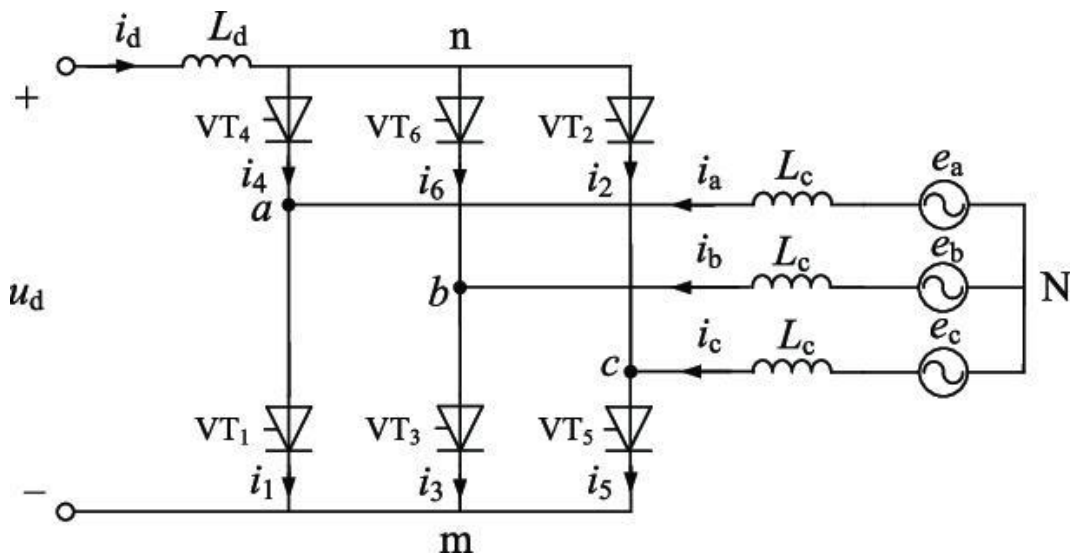 i_d L_d n
+ VT_4 VT_6 VT_2
i_4 i_6 i_2 i_a L_c e_a
a
i_b L_c e_b
u_d b N
i_c L_c e_c
c
VT_1 VT_3 VT_5
− i_1 i_3 i_5
m